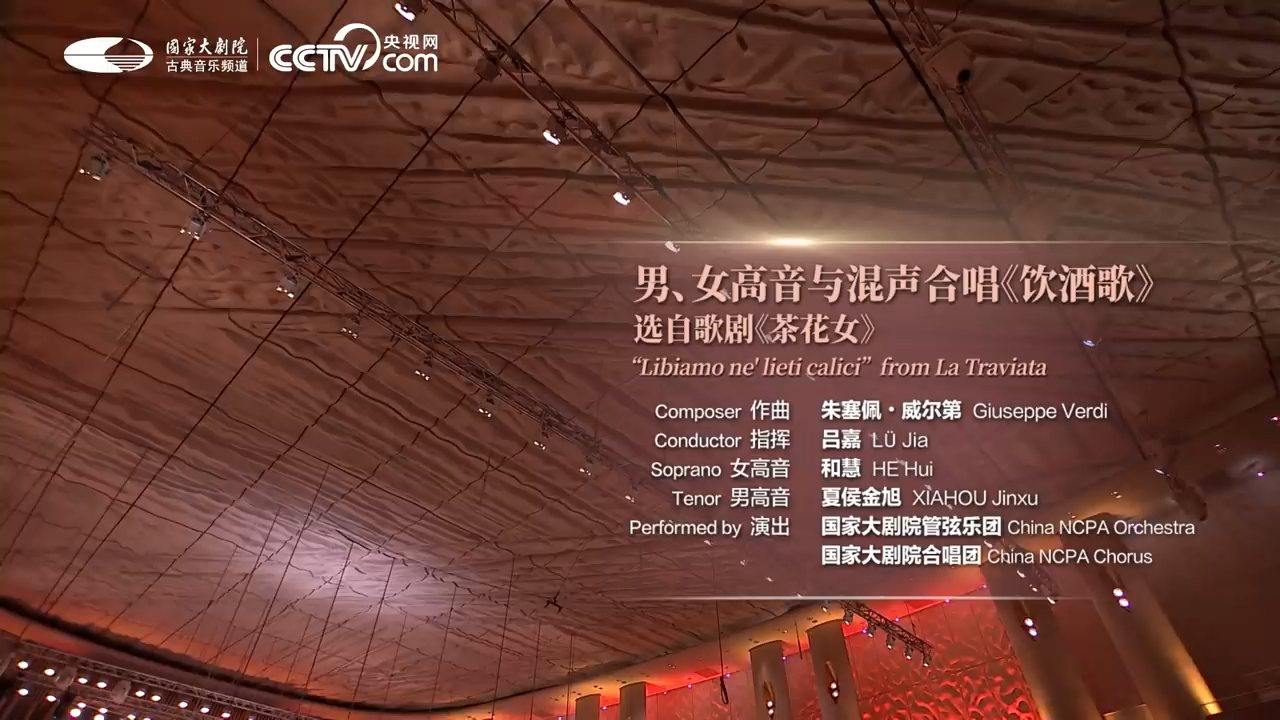 国家大剧院
古典音乐频道
CCTV.com 央视网
男、女高音与混声合唱《饮酒歌》
选自歌剧《茶花女》
“Libiamo ne' lieti calici” from La Traviata
Composer 作曲 朱塞佩·威尔第 Giuseppe Verdi
Conductor 指挥 吕嘉 LÜ Jia
Soprano 女高音 和慧 HE Hui
Tenor 男高音 夏侯金旭 XIAHOU Jinxu
Performed by 演出 国家大剧院管弦乐团 China NCPA Orchestra
国家大剧院合唱团 China NCPA Chorus